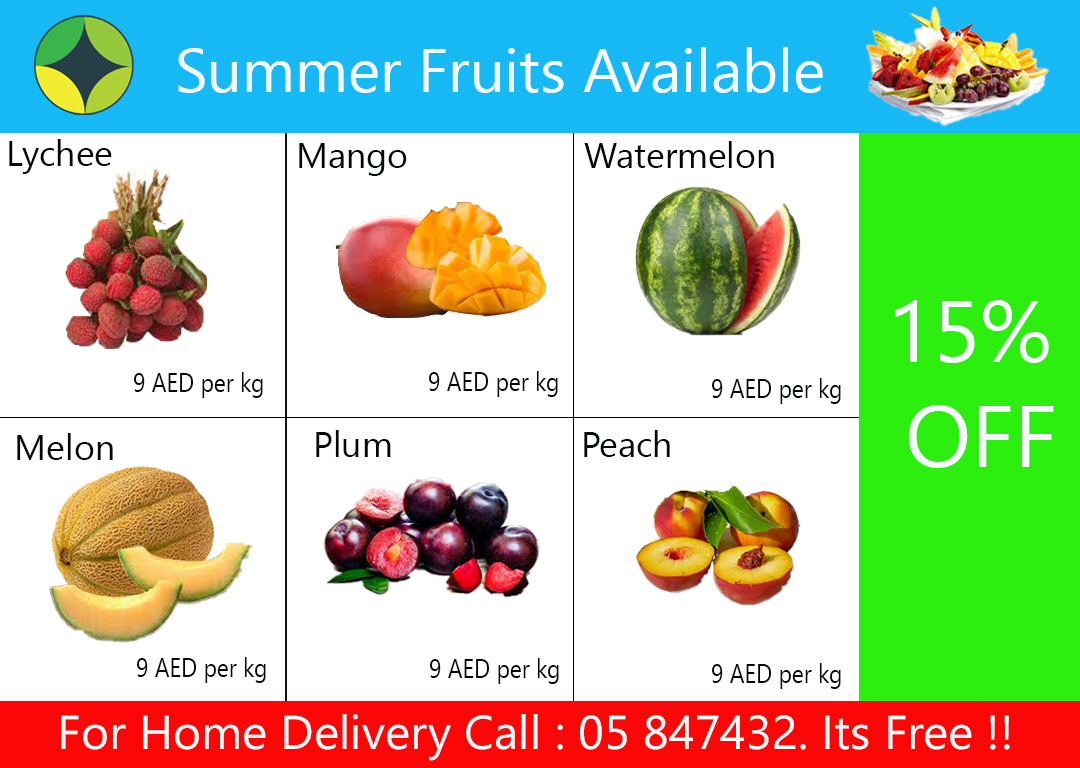 Summer Fruits Available
Lychee
9 AED per kg
Mango
9 AED per kg
Watermelon
9 AED per kg
Melon
9 AED per kg
Plum
9 AED per kg
Peach
9 AED per kg
15%
OFF
For Home Delivery Call : 05 847432. Its Free !!